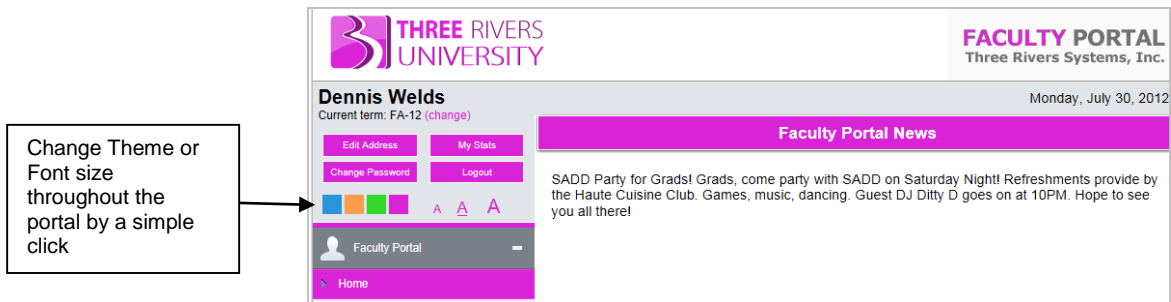 THREE RIVERS
UNIVERSITY
FACULTY PORTAL
Three Rivers Systems, Inc.
Dennis Welds
Current term: FA-12 (change)
Monday, July 30, 2012
Edit Address
My Stats
Change Password
Logout
A A A
Faculty Portal
Home
Faculty Portal News
SADD Party for Grads! Grads, come party with SADD on Saturday Night! Refreshments provide by
the Haute Cuisine Club. Games, music, dancing. Guest DJ Ditty D goes on at 10PM. Hope to see
you all there!
Change Theme or
Font size
throughout the
portal by a simple
click